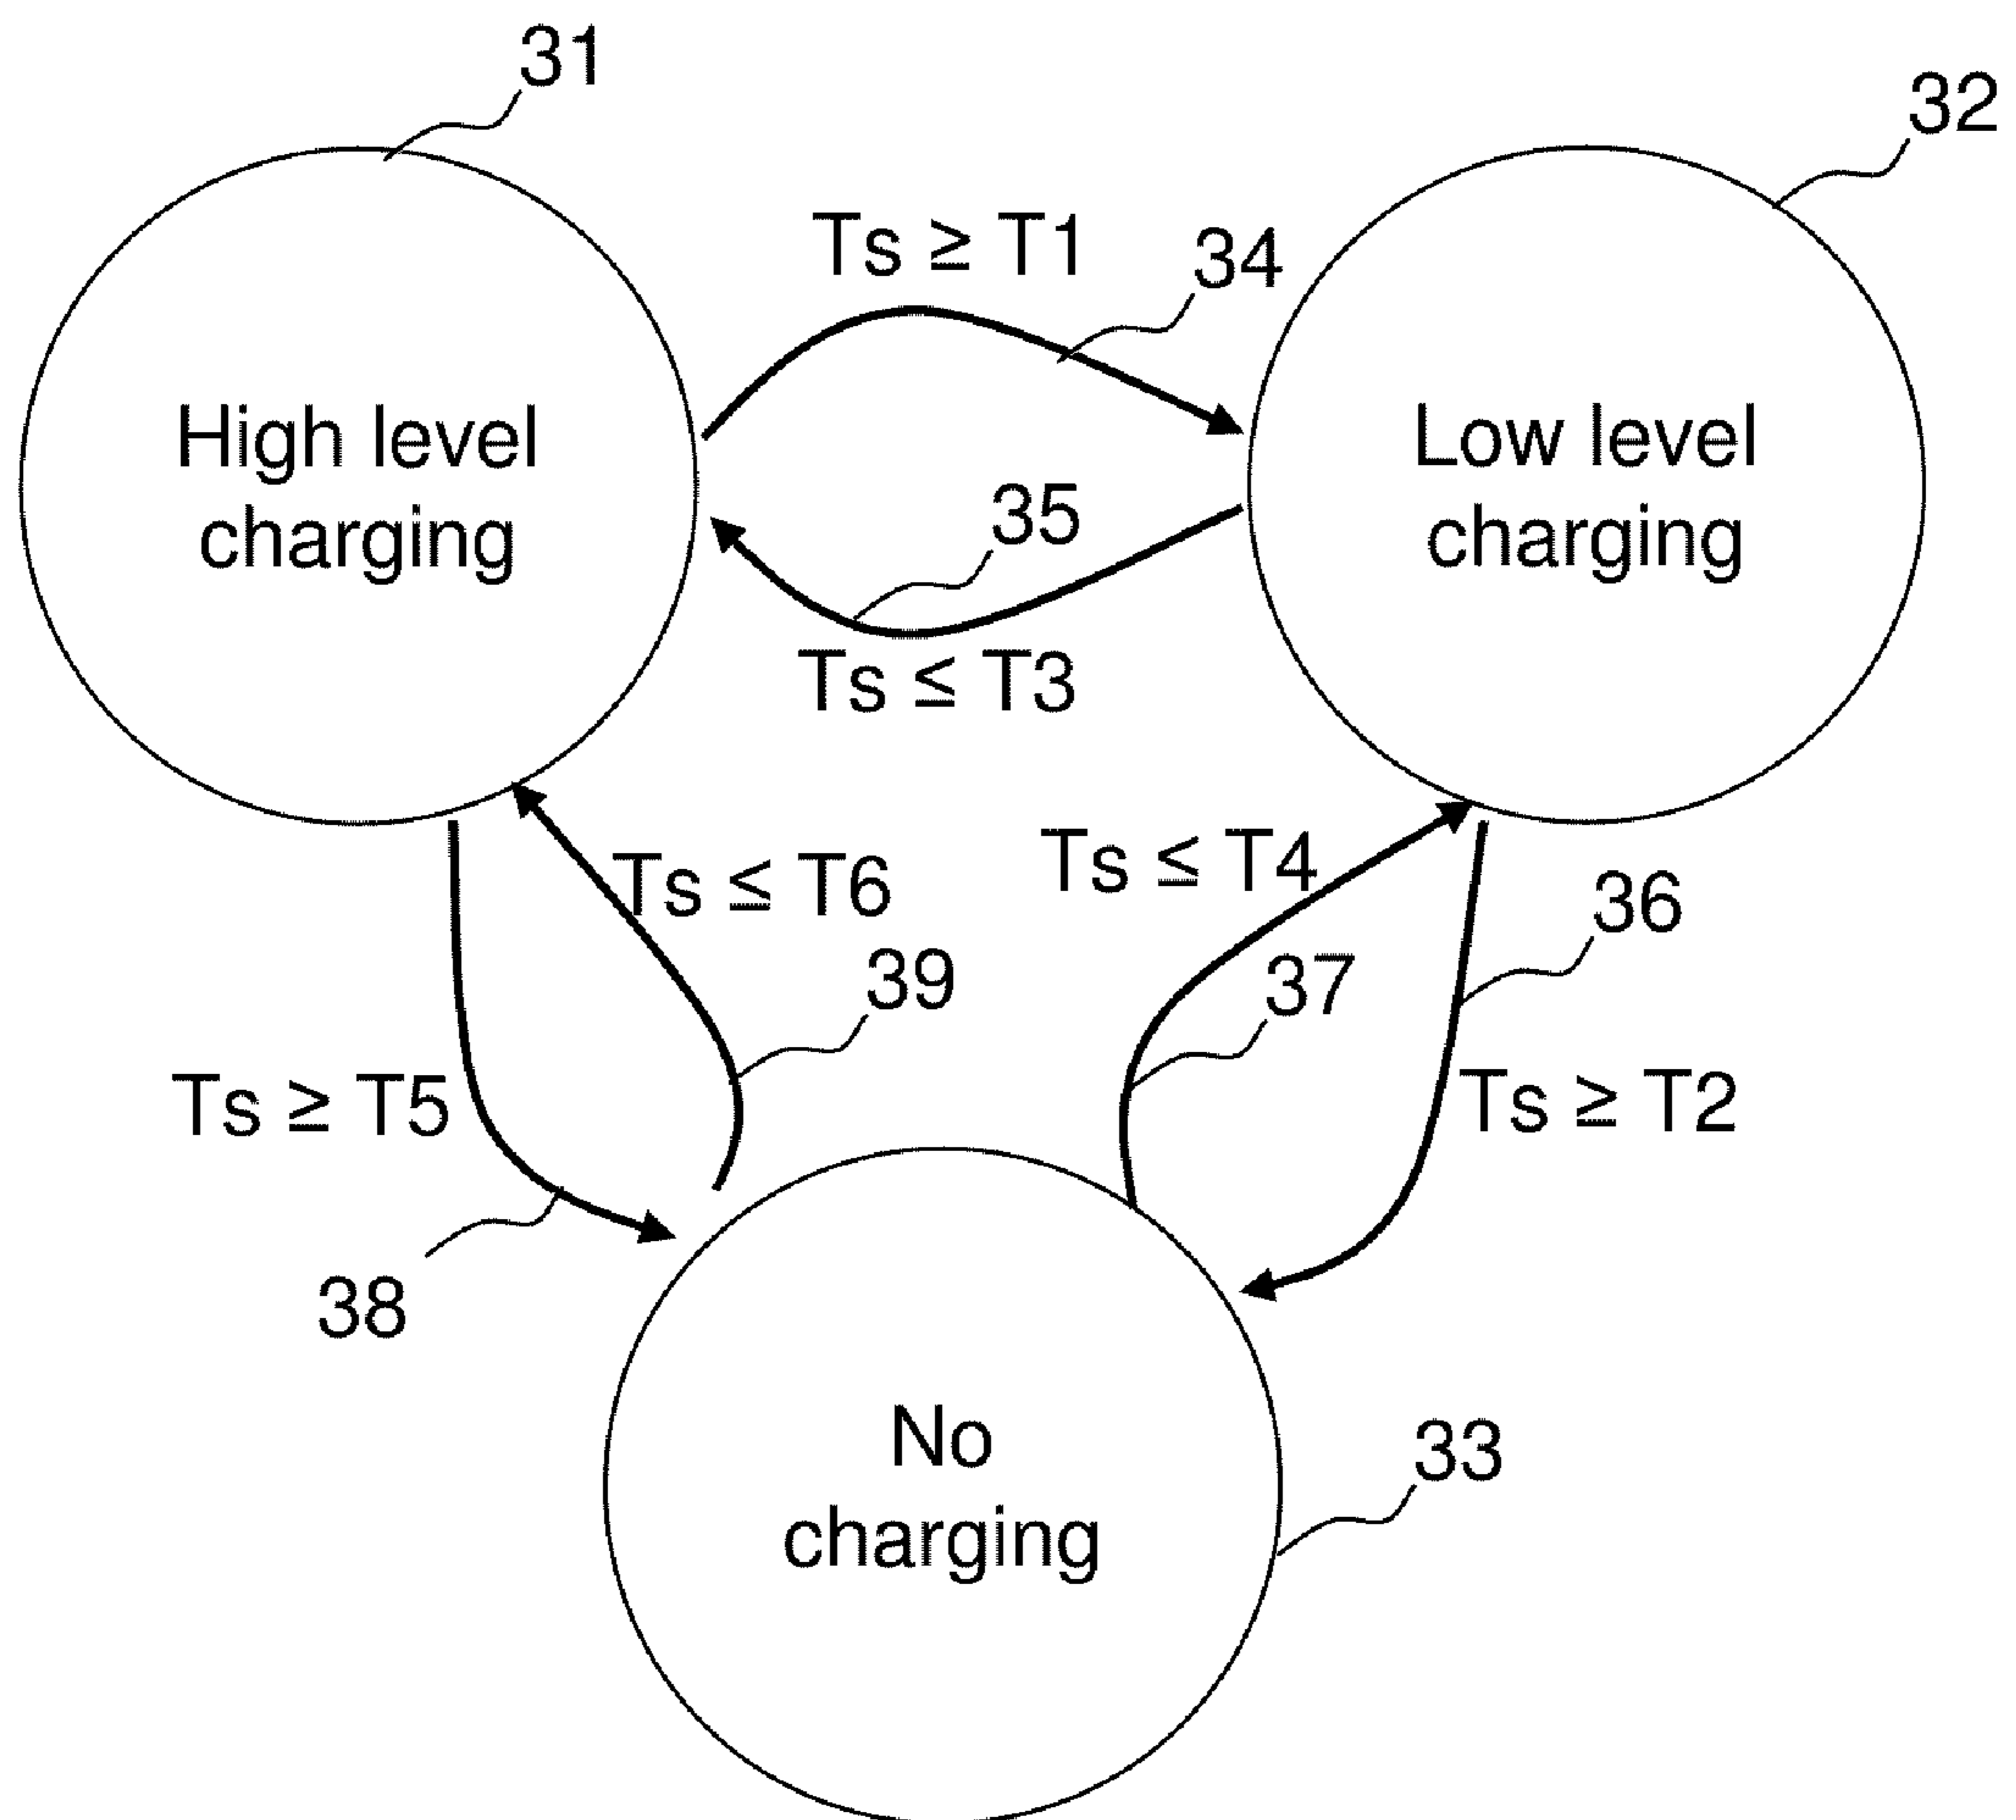 31
32
Ts ≥ T1
34
High level
charging
Low level
charging
35
Ts ≤ T3
Ts ≤ T6
Ts ≤ T4
36
39
37
Ts ≥ T5
Ts ≥ T2
38
No
charging
33